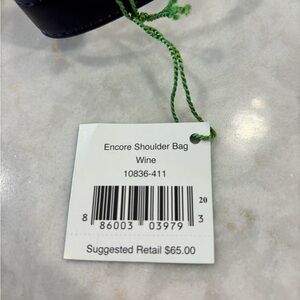 Encore Shoulder Bag
Wine
10836-411
20
8 86003 03979 3
Suggested Retail $65.00